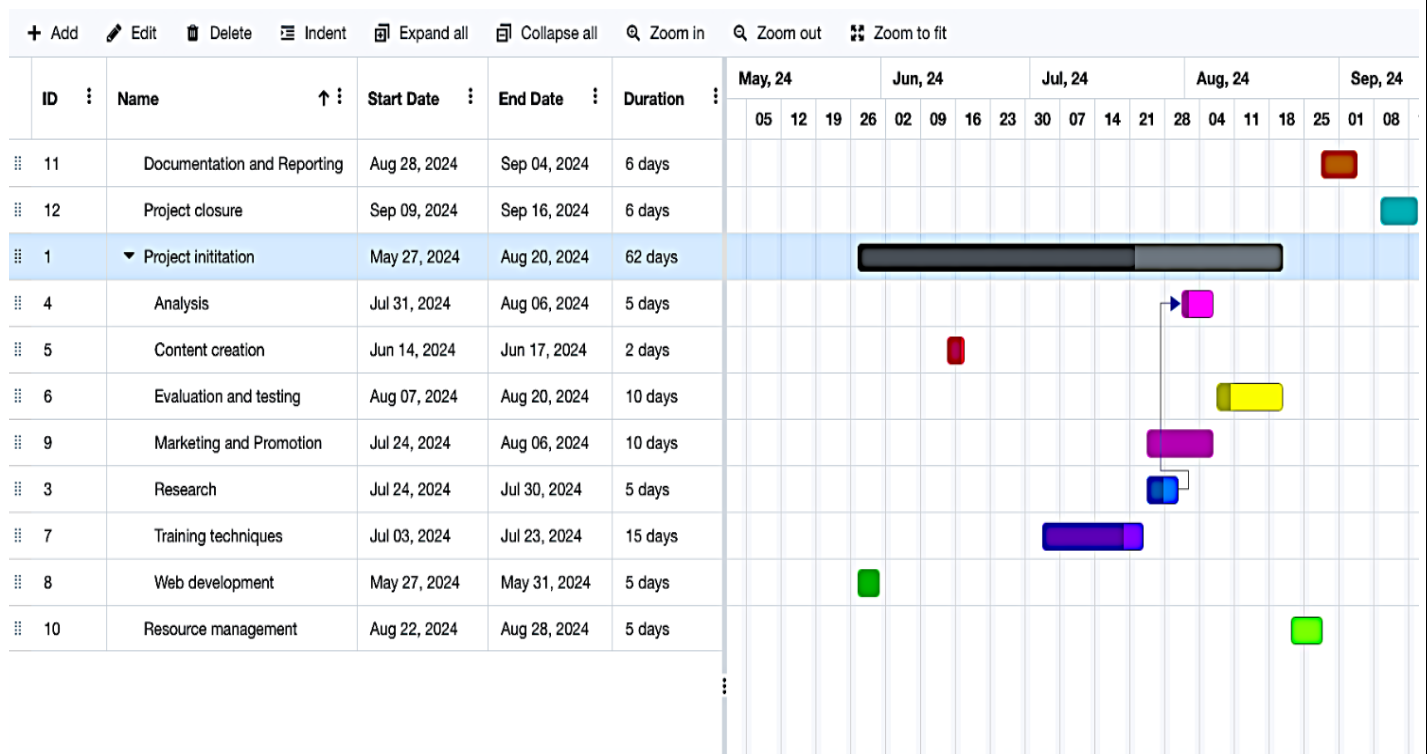 Add Edit Delete Indent Expand all Collapse all Zoom in Zoom out Zoom to fit
May, 24 Jun, 24 Jul, 24 Aug, 24 Sep, 24
ID Name Start Date End Date Duration
05 12 19 26 02 09 16 23 30 07 14 21 28 04 11 18 25 01 08
11 Documentation and Reporting Aug 28, 2024 Sep 04, 2024 6 days
12 Project closure Sep 09, 2024 Sep 16, 2024 6 days
1 Project inititation May 27, 2024 Aug 20, 2024 62 days
4 Analysis Jul 31, 2024 Aug 06, 2024 5 days
5 Content creation Jun 14, 2024 Jun 17, 2024 2 days
6 Evaluation and testing Aug 07, 2024 Aug 20, 2024 10 days
9 Marketing and Promotion Jul 24, 2024 Aug 06, 2024 10 days
3 Research Jul 24, 2024 Jul 30, 2024 5 days
7 Training techniques Jul 03, 2024 Jul 23, 2024 15 days
8 Web development May 27, 2024 May 31, 2024 5 days
10 Resource management Aug 22, 2024 Aug 28, 2024 5 days